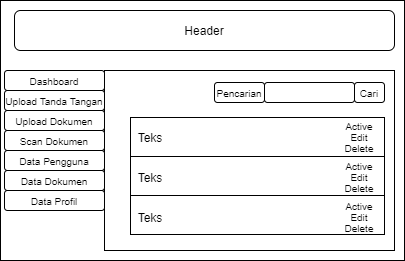 Header
Dashboard
Upload Tanda Tangan
Upload Dokumen
Scan Dokumen
Data Pengguna
Data Dokumen
Data Profil
Pencarian
Cari
Teks
Active
Edit
Delete
Teks
Active
Edit
Delete
Teks
Active
Edit
Delete